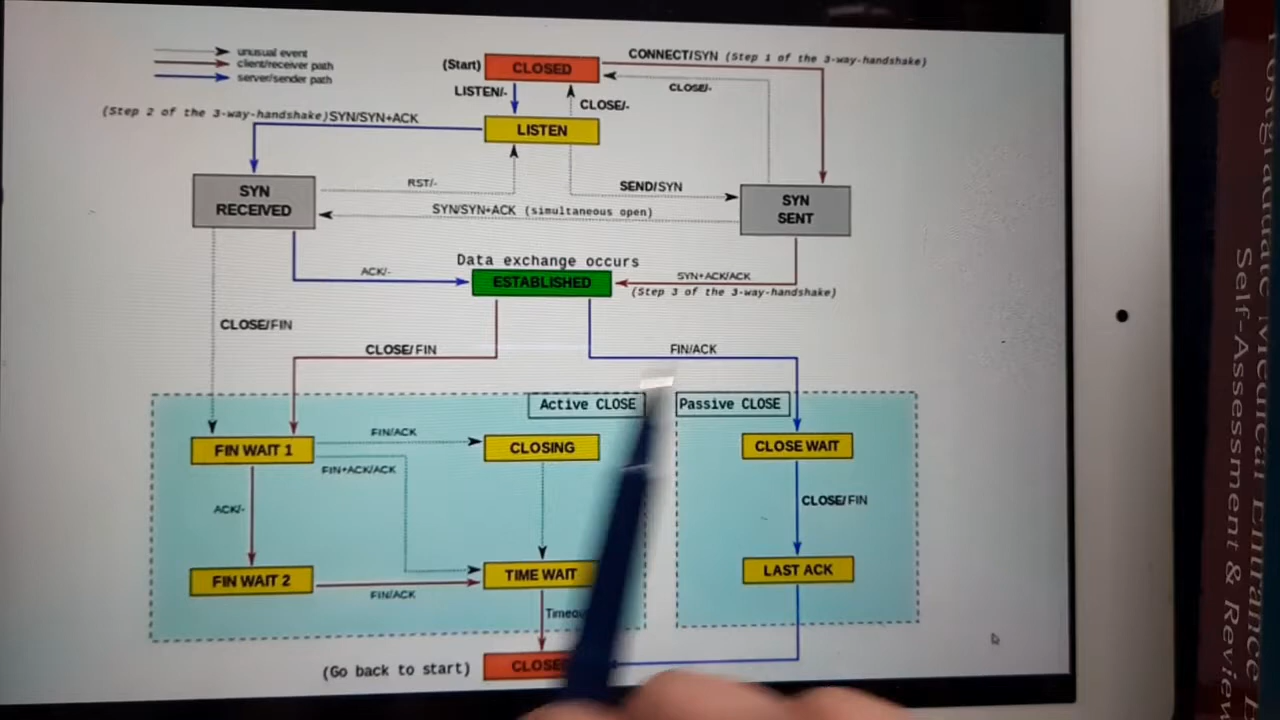 unusual event
client/receiver path
server/sender path
(Start)
CLOSED
CONNECT/SYN (Step 1 of the 3-way-handshake)
LISTEN/-
CLOSE/-
CLOSE/-
(Step 2 of the 3-way-handshake)SYN/SYN+ACK
LISTEN
RST/-
SEND/SYN
SYN
RECEIVED
SYN
SENT
SYN/SYN+ACK (simultaneous open)
Data exchange occurs
ACK/-
ESTABLISHED
SYN+ACK/ACK
(Step 3 of the 3-way-handshake)
CLOSE/FIN
CLOSE/FIN
FIN/ACK
Active CLOSE
Passive CLOSE
FIN WAIT 1
FIN/ACK
CLOSING
CLOSE WAIT
FIN+ACK/ACK
ACK/-
CLOSE/FIN
FIN WAIT 2
FIN/ACK
TIME WAIT
LAST ACK
(Go back to start)
Postgraduate Medical Entrance
Self-Assessment & Review